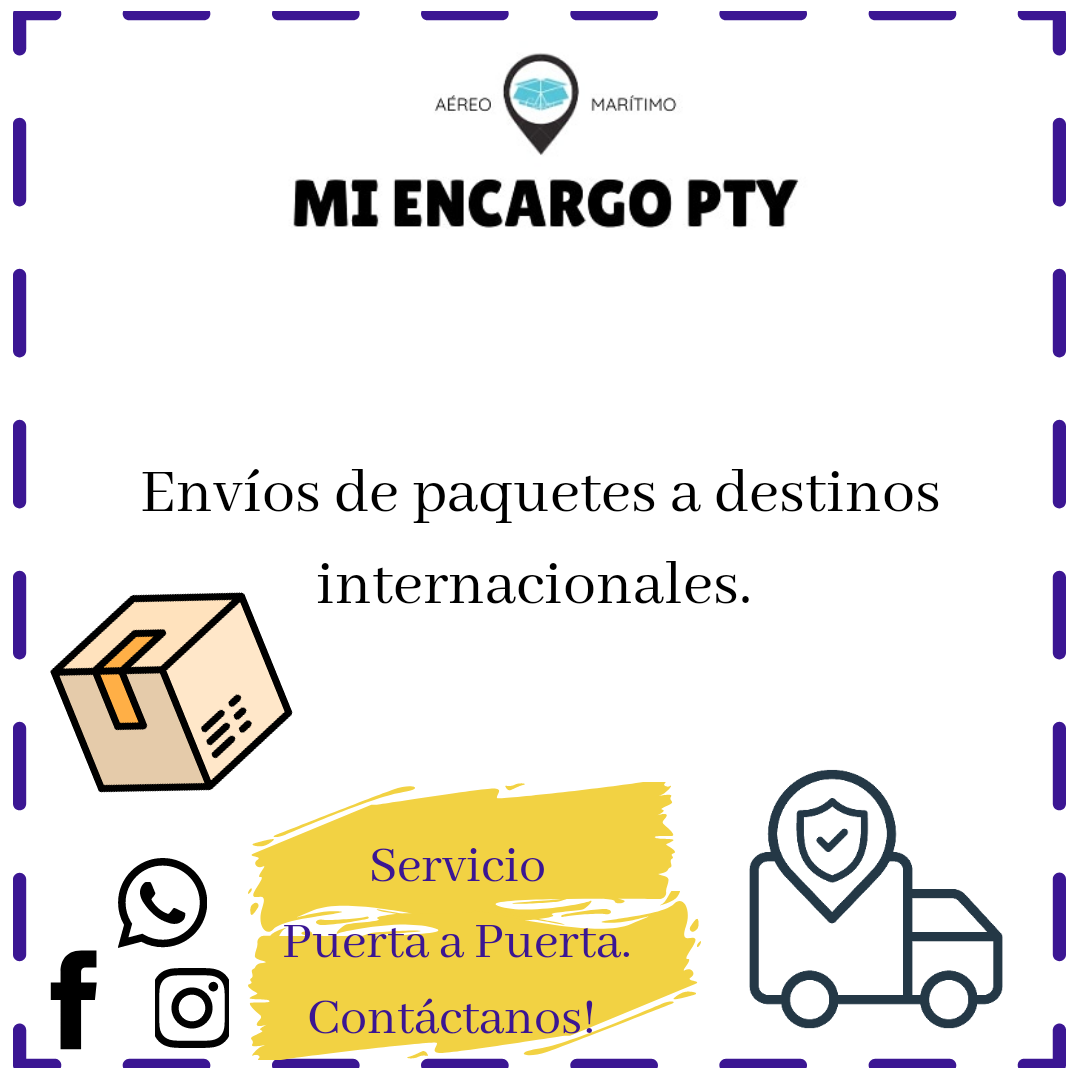 AÉREO MARÍTIMO
MI ENCARGO PTY
Envíos de paquetes a destinos
internacionales.
Servicio
Puerta a Puerta.
Contáctanos!